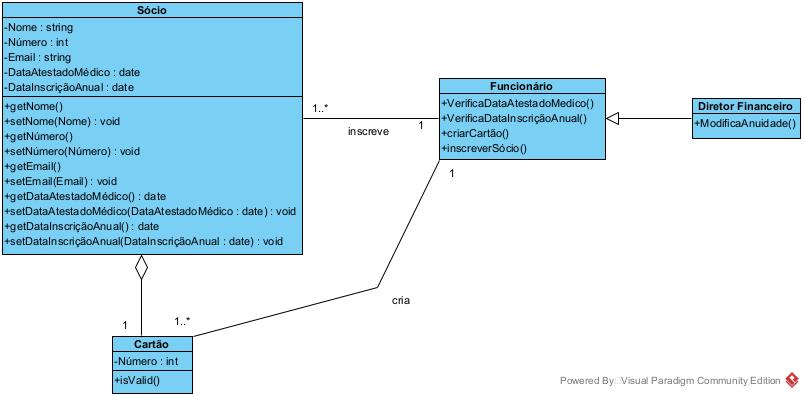 Sócio
-Nome : string
-Número : int
-Email : string
-DataAtestadoMédico : date
-DataInscriçãoAnual : date
+getNome()
+setNome(Nome) : void
+getNúmero()
+setNúmero(Número) : void
+getEmail()
+setEmail(Email) : void
+getDataAtestadoMédico() : date
+setDataAtestadoMédico(DataAtestadoMédico : date) : void
+getDataInscriçãoAnual() : date
+setDataInscriçãoAnual(DataInscriçãoAnual : date) : void
1..*
inscreve
1
Funcionário
+VerificaDataAtestadoMedico()
+VerificaDataInscriçãoAnual()
+criarCartão()
+inscreverSócio()
Diretor Financeiro
+ModificaAnuidade()
1
cria
1..*
1
Cartão
-Número : int
+isValid()
Powered By Visual Paradigm Community Edition